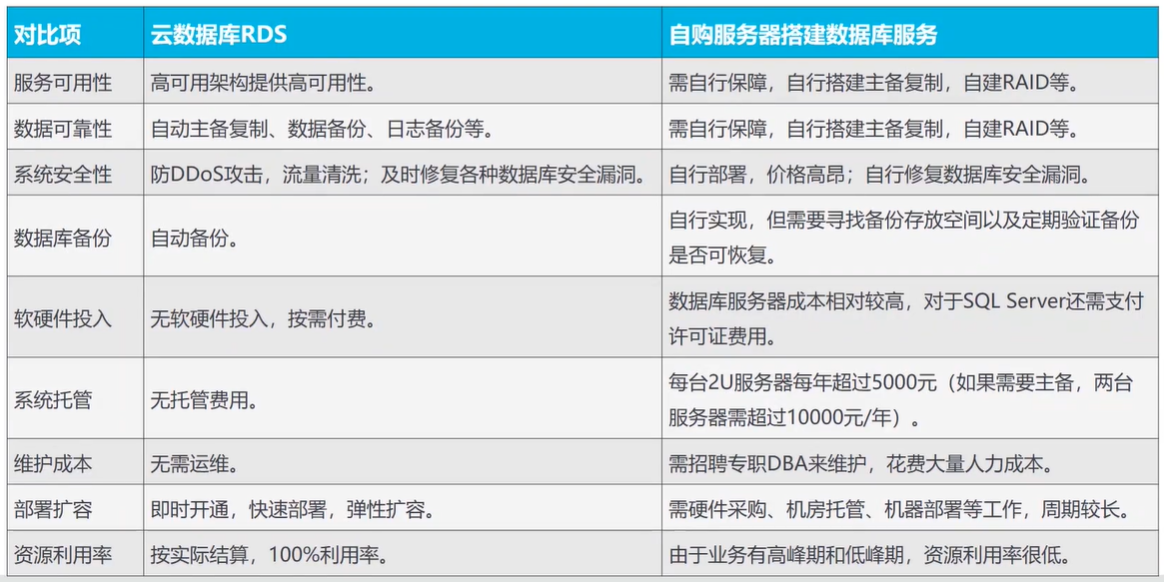 对比项 云数据库RDS 自购服务器搭建数据库服务
服务可用性 高可用架构提供高可用性。 需自行保障，自行搭建主备复制，自建RAID等。
数据可靠性 自动主备复制、数据备份、日志备份等。 需自行保障，自行搭建主备复制，自建RAID等。
系统安全性 防DDoS攻击，流量清洗；及时修复各种数据库安全漏洞。 自行部署，价格高昂；自行修复数据库安全漏洞。
数据库备份 自动备份。 自行实现，但需要寻找备份存放空间以及定期验证备份
是否可恢复。
软硬件投入 无软硬件投入，按需付费。 数据库服务器成本相对较高，对于SQL Server还需支付
许可证费用。
系统托管 无托管费用。 每台2U服务器每年超过5000元（如果需要主备，两台
服务器需超过10000元/年）。
维护成本 无需运维。 需招聘专职DBA来维护，花费大量人力成本。
部署扩容 即时开通，快速部署，弹性扩容。 需硬件采购、机房托管、机器部署等工作，周期较长。
资源利用率 按实际结算，100%利用率。 由于业务有高峰期和低峰期，资源利用率很低。